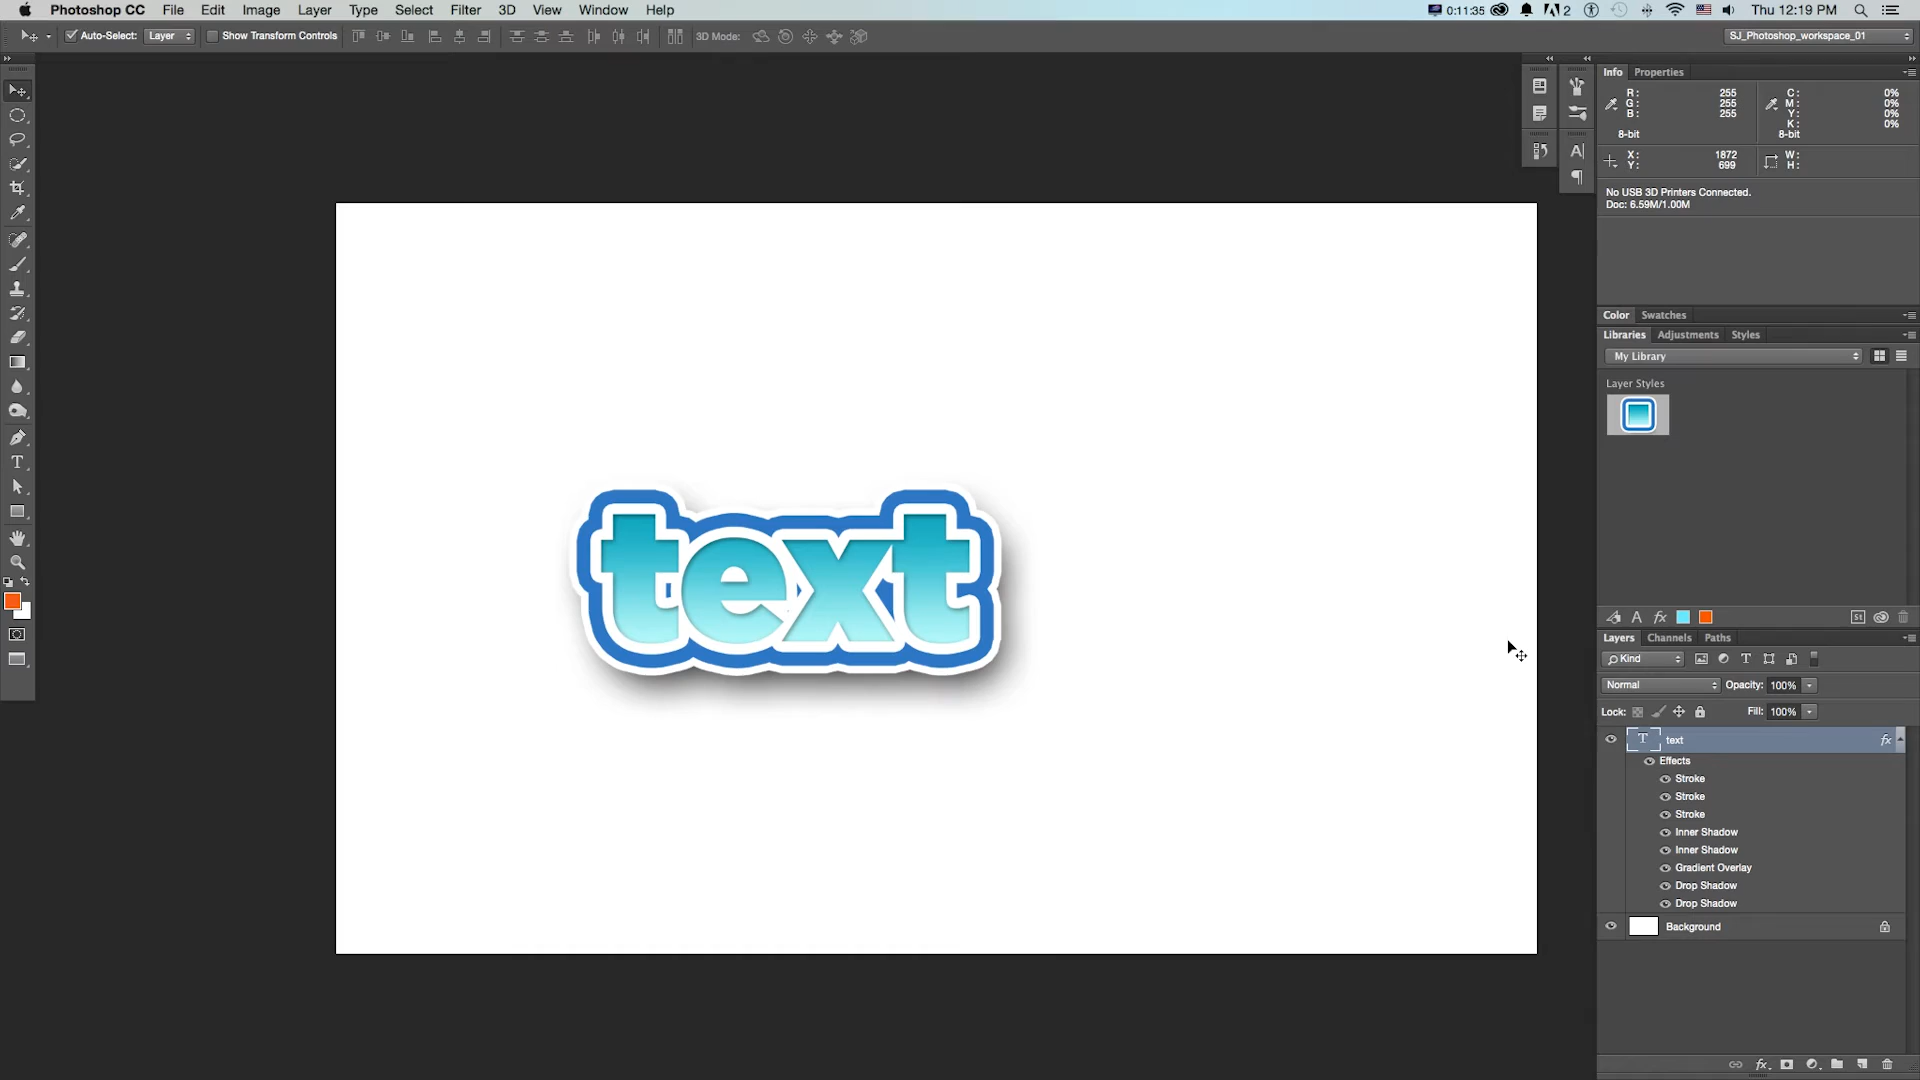 Photoshop CC File Edit Image Layer Type Select Filter 3D View Window Help 0:11:35 2 Thu 12:19 PM
Auto-Select: Layer Show Transform Controls 3D Mode: SJ_Photoshop_workspace_01
Info Properties
R: 255 C: 0%
G: 255 M: 0%
B: 255 Y: 0%
K: 0%
8-bit 8-bit
X: 1872 W:
Y: 699 H:
No USB 3D Printers Connected.
Doc: 6.59M/1.00M
Color Swatches
Libraries Adjustments Styles
My Library
Layer Styles
text
Layers Channels Paths
Kind
Normal Opacity: 100%
Lock: Fill: 100%
T text fx
Effects
Stroke
Stroke
Stroke
Inner Shadow
Inner Shadow
Gradient Overlay
Drop Shadow
Drop Shadow
Background